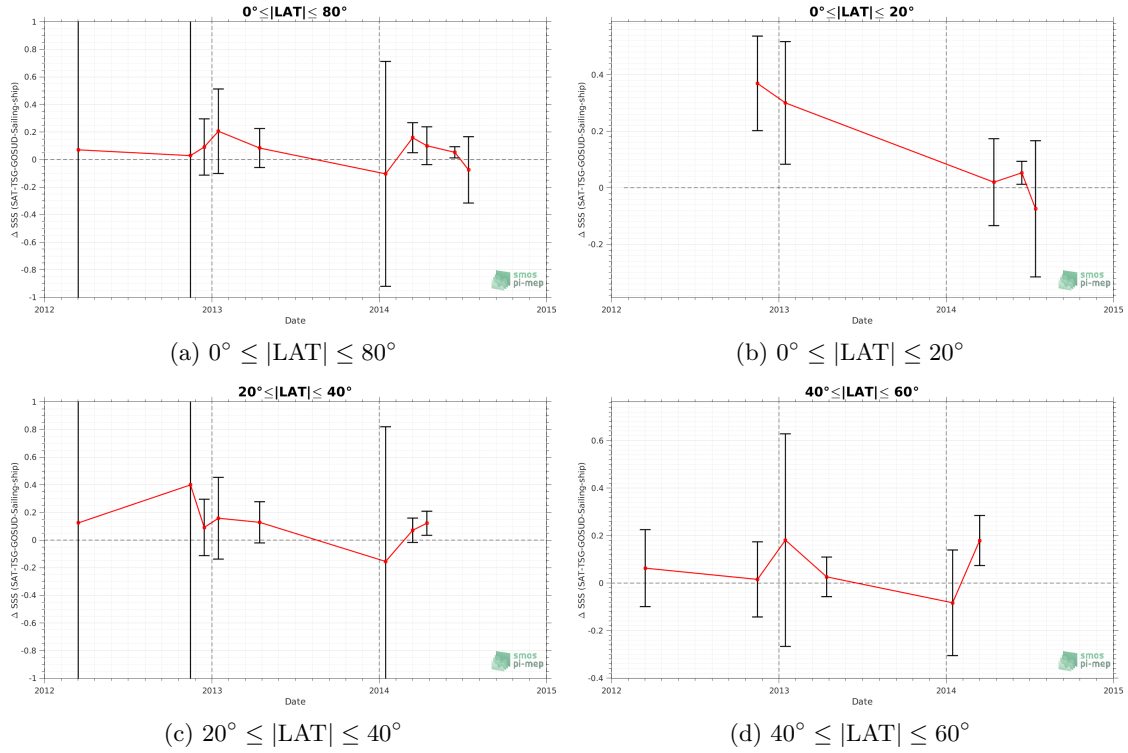 0°≤|LAT|≤ 80°
Δ SSS (SAT-TSG-GOSUD-Sailing-ship)
1
0.8
0.6
0.4
0.2
0
-0.2
-0.4
-0.6
-0.8
-1
2012
2013
2014
2015
Date
smos
pi-mep
(a) 0° ≤ |LAT| ≤ 80°
0°≤|LAT|≤ 20°
Δ SSS (SAT-TSG-GOSUD-Sailing-ship)
0.4
0.2
0
-0.2
2012
2013
2014
2015
Date
smos
pi-mep
(b) 0° ≤ |LAT| ≤ 20°
20°≤|LAT|≤ 40°
Δ SSS (SAT-TSG-GOSUD-Sailing-ship)
1
0.8
0.6
0.4
0.2
0
-0.2
-0.4
-0.6
-0.8
-1
2012
2013
2014
2015
Date
smos
pi-mep
(c) 20° ≤ |LAT| ≤ 40°
40°≤|LAT|≤ 60°
Δ SSS (SAT-TSG-GOSUD-Sailing-ship)
0.6
0.4
0.2
0
-0.2
-0.4
2012
2013
2014
2015
Date
smos
pi-mep
(d) 40° ≤ |LAT| ≤ 60°